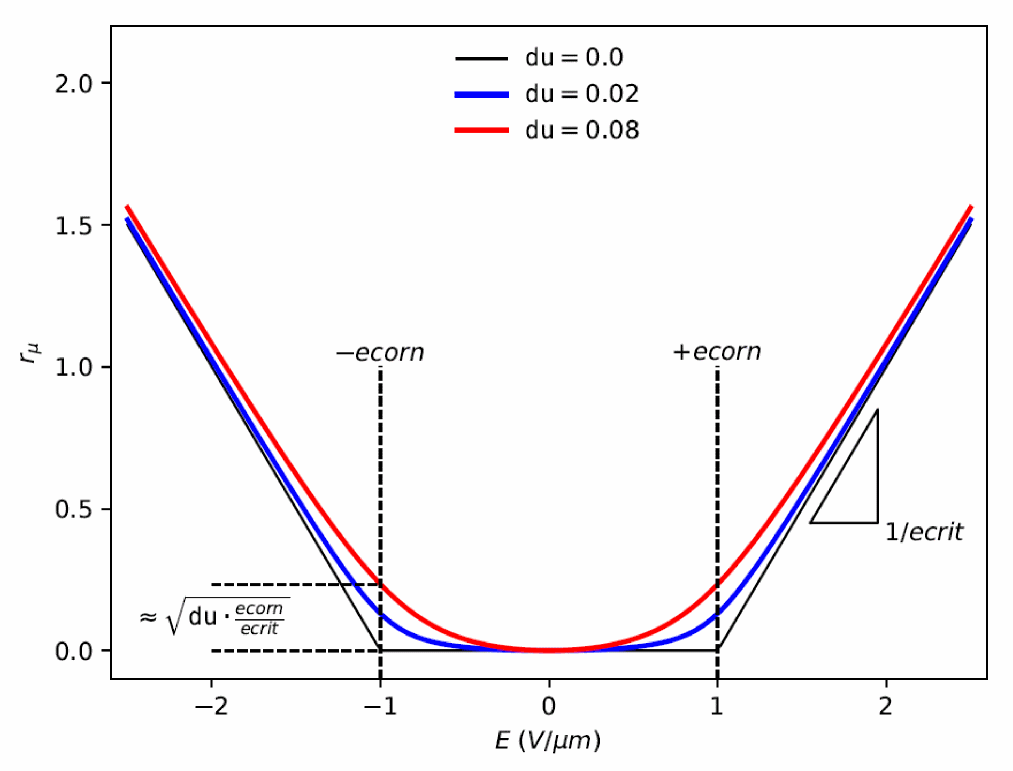 du = 0.0
du = 0.02
du = 0.08
2.0
1.5
1.0
0.5
0.0
r_μ
−ecorn
+ecorn
1/ecrit
≈ √(du · ecorn/ecrit)
−2 −1 0 1 2
E (V/μm)